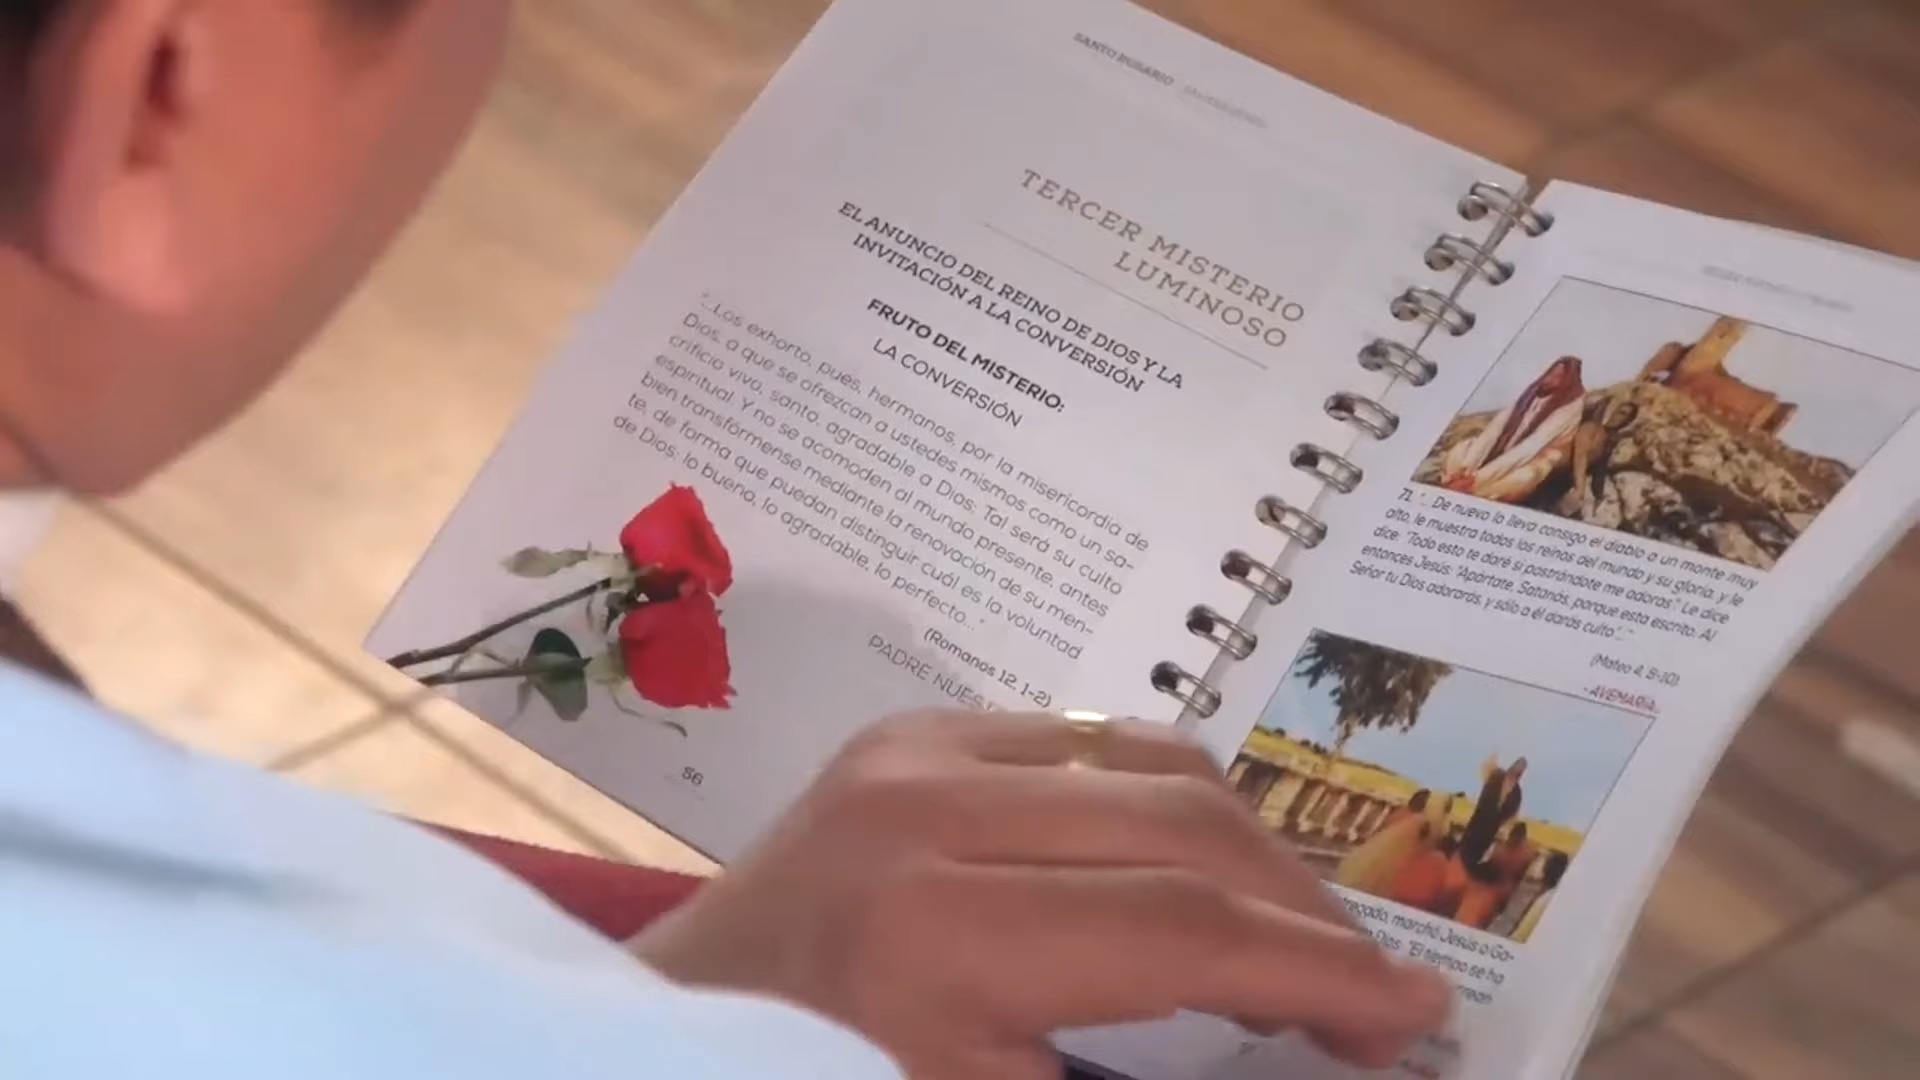 SANTO ROSARIO
TERCER MISTERIO
LUMINOSO
EL ANUNCIO DEL REINO DE DIOS Y LA
INVITACIÓN A LA CONVERSIÓN
FRUTO DEL MISTERIO:
LA CONVERSIÓN
"...Los exhorto, pues, hermanos, por la misericordia de
Dios, a que se ofrezcan a ustedes mismos como un sa-
crificio vivo, santo, agradable a Dios: Tal será su culto
espiritual. Y no se acomoden al mundo presente, antes
bien transfórmense mediante la renovación de su men-
te, de forma que puedan distinguir cuál es la voluntad
de Dios: lo bueno, lo agradable, lo perfecto..."
(Romanos 12, 1-2)
PADRE NUES
56
71. "... De nuevo lo lleva consigo el diablo a un monte muy
alto, le muestra todos los reinos del mundo y su gloria, y le
dice: "Todo esto te daré si postrándote me adoras". Le dice
entonces Jesús: "Apártate, Satanás, porque esta escrito: Al
Señor tu Dios adorarás, y sólo a él darás culto"..."
(Mateo 4, 8-10)
- AVEMARÍA...
tregado, marchó Jesús a Ga-
Dios: "El tiempo se ha
crean
57